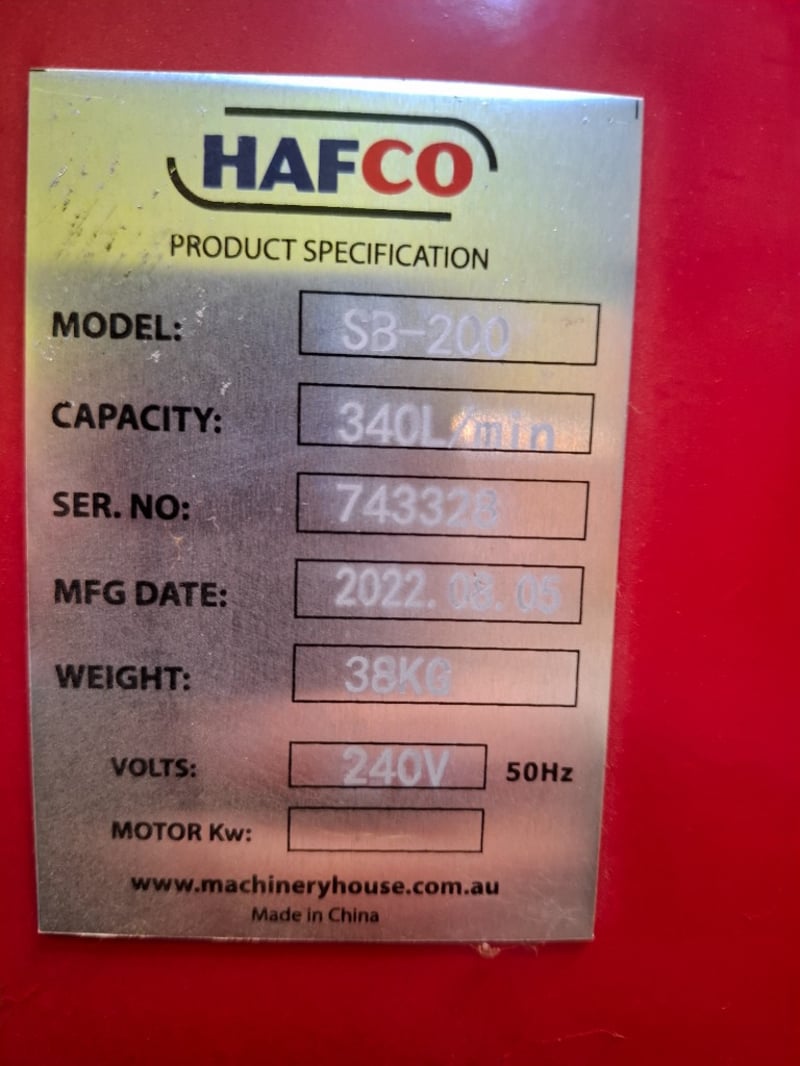 HAFCO
PRODUCT SPECIFICATION
MODEL: SB-200
CAPACITY: 340L/min
SER. NO: 743328
MFG DATE: 2022.08.05
WEIGHT: 38KG
VOLTS: 240V 50Hz
MOTOR Kw:
www.machineryhouse.com.au
Made in China